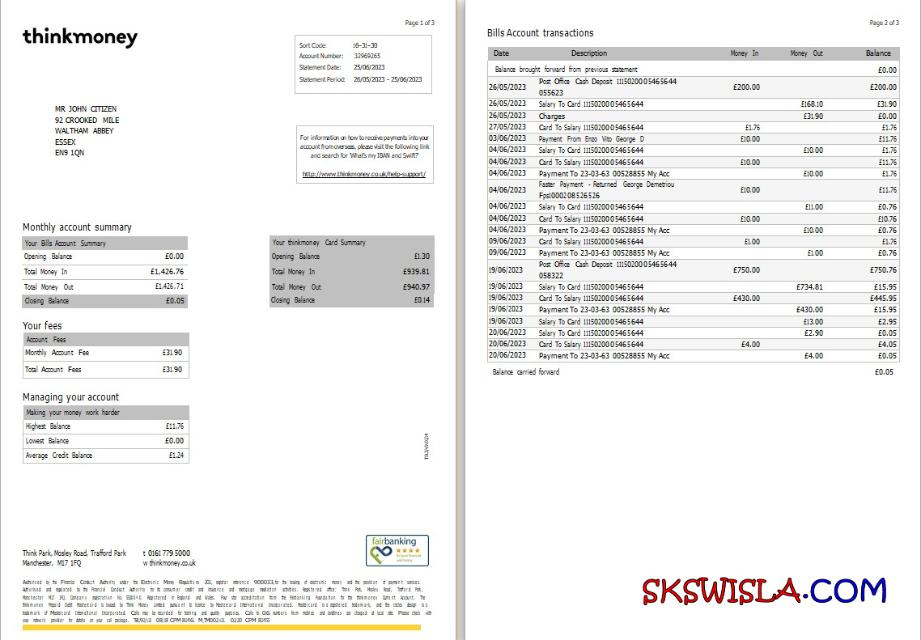 Page 1 of 3
thinkmoney
Sort Code: 16-31-30
Account Number: 32969265
Statement Date: 25/06/2023
Statement Period: 26/05/2023 - 25/06/2023
MR JOHN CITIZEN
92 CROOKED MILE
WALTHAM ABBEY
ESSEX
EN9 1QN
For information on how to receive payments into your
account from overseas, please visit the following link
and search for 'What's my IBAN and Swift?'
http://www.thinkmoney.co.uk/help-support/
Monthly account summary
Your Bills Account Summary
Opening Balance £0.00
Total Money In £1,426.76
Total Money Out £1,426.71
Closing Balance £0.05
Your thinkmoney Card Summary
Opening Balance £1.30
Total Money In £939.81
Total Money Out £940.97
Closing Balance £0.14
Your fees
Account Fees
Monthly Account Fee £31.90
Total Account Fees £31.90
Managing your account
Making your money work harder
Highest Balance £11.76
Lowest Balance £0.00
Average Credit Balance £1.24
fairbanking
Think Park, Mosley Road, Trafford Park
Manchester, M17 1FQ
t 0161 779 5000
w thinkmoney.co.uk
Page 2 of 3
Bills Account transactions
Date Description Money In Money Out Balance
Balance brought forward from previous statement £0.00
26/05/2023 Post Office Cash Deposit 1115020005465644 £200.00 £200.00
055623
26/05/2023 Salary To Card 1115020005465644 £168.10 £31.90
26/05/2023 Charges £31.90 £0.00
27/05/2023 Card To Salary 1115020005465644 £1.76 £1.76
03/06/2023 Payment From Enzo Vito George D £10.00 £11.76
04/06/2023 Salary To Card 1115020005465644 £10.00 £1.76
04/06/2023 Card To Salary 1115020005465644 £10.00 £11.76
04/06/2023 Payment To 23-03-63 00528855 My Acc £10.00 £1.76
04/06/2023 Faster Payment - Returned George Demetriou £10.00 £11.76
Fpsl000208526526
04/06/2023 Salary To Card 1115020005465644 £11.00 £0.76
04/06/2023 Card To Salary 1115020005465644 £10.00 £10.76
04/06/2023 Payment To 23-03-63 00528855 My Acc £10.00 £0.76
09/06/2023 Card To Salary 1115020005465644 £1.00 £1.76
09/06/2023 Payment To 23-03-63 00528855 My Acc £1.00 £0.76
19/06/2023 Post Office Cash Deposit 1115020005465644 £750.00 £750.76
058322
19/06/2023 Salary To Card 1115020005465644 £734.81 £15.95
19/06/2023 Card To Salary 1115020005465644 £430.00 £445.95
19/06/2023 Payment To 23-03-63 00528855 My Acc £430.00 £15.95
19/06/2023 Salary To Card 1115020005465644 £13.00 £2.95
20/06/2023 Salary To Card 1115020005465644 £2.90 £0.05
20/06/2023 Card To Salary 1115020005465644 £4.00 £4.05
20/06/2023 Payment To 23-03-63 00528855 My Acc £4.00 £0.05
Balance carried forward £0.05
SKSWISLA.COM